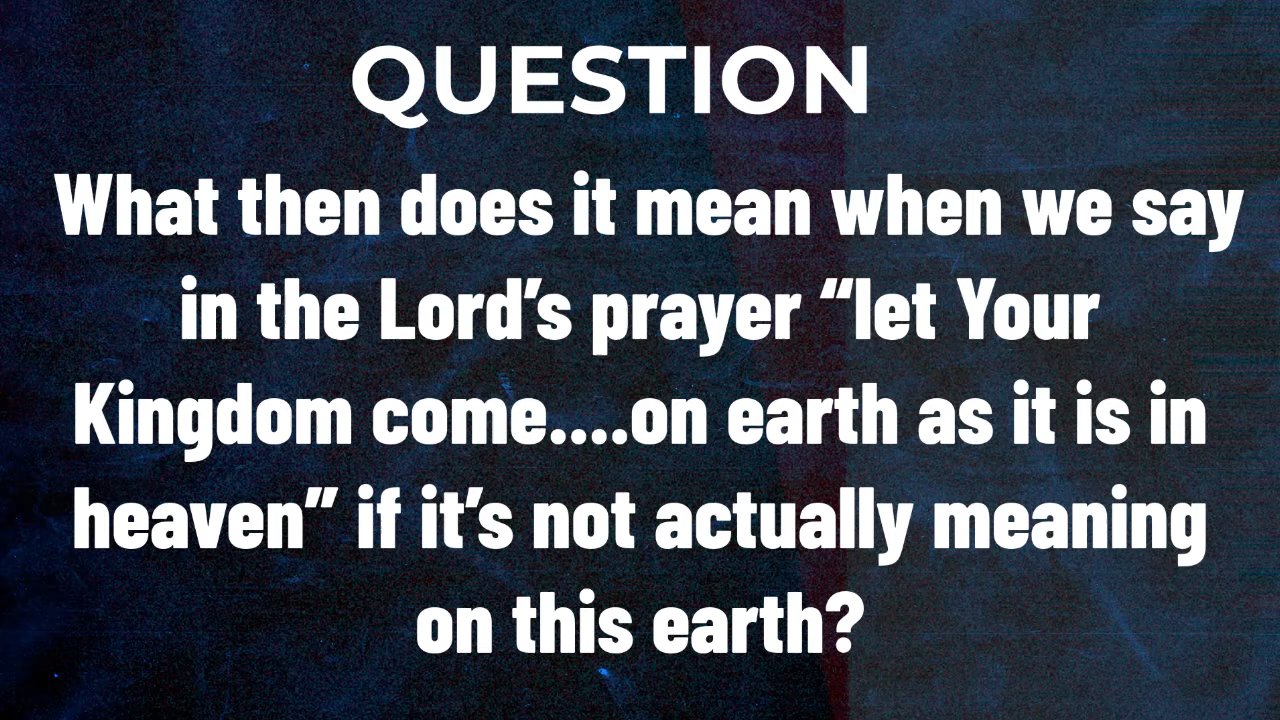 QUESTION
What then does it mean when we say
in the Lord’s prayer “let Your
Kingdom come....on earth as it is in
heaven” if it’s not actually meaning
on this earth?